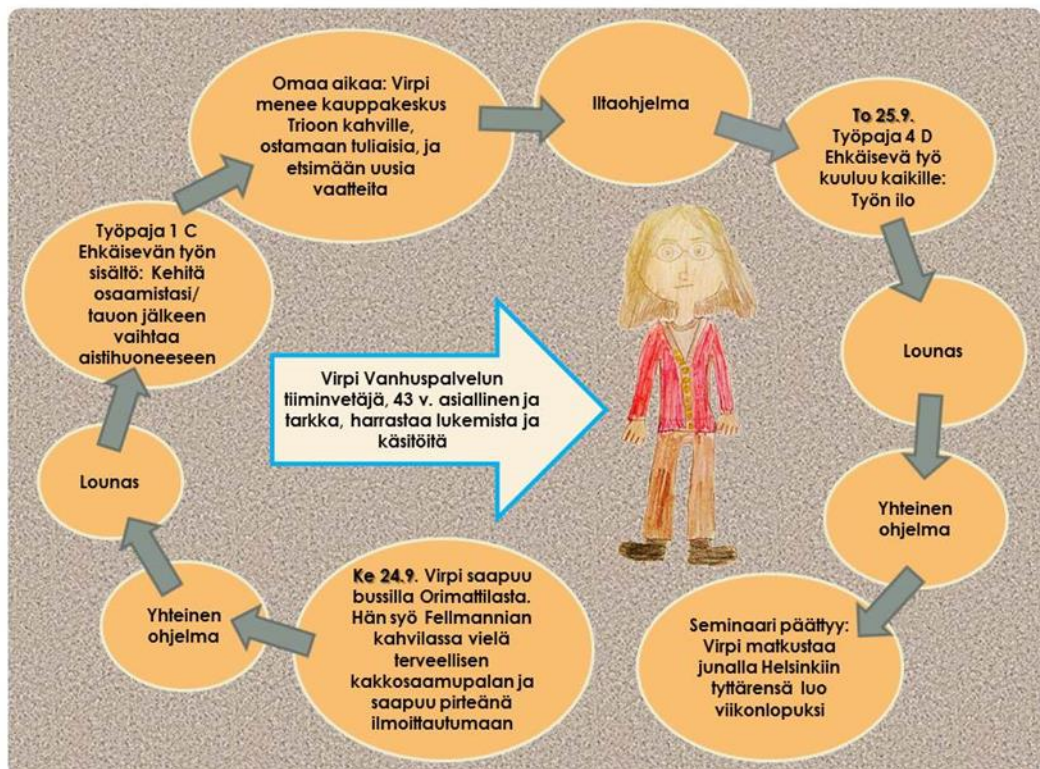 Ke 24.9. Virpi saapuu
bussilla Orimattilasta.
Hän syö Fellmannian
kahvilassa vielä
terveellisen
kakkosaamupalan ja
saapuu pirteänä
ilmoittautumaan
Yhteinen
ohjelma
Lounas
Työpaja 1 C
Ehkäisevän työn
sisältö: Kehitä
osaamistasi/
tauon jälkeen
vaihtaa
aistihuoneeseen
Omaa aikaa: Virpi
menee kauppakeskus
Trioon kahville,
ostamaan tuliaisia, ja
etsimään uusia
vaatteita
Iltaohjelma
To 25.9.
Työpaja 4 D
Ehkäisevä työ
kuuluu kaikille:
Työn ilo
Lounas
Yhteinen
ohjelma
Seminaari päättyy:
Virpi matkustaa
junalla Helsinkiin
tyttärensä luo
viikonlopuksi
Virpi Vanhuspalvelun
tiiminvetäjä, 43 v. asiallinen ja
tarkka, harrastaa lukemista ja
käsitöitä